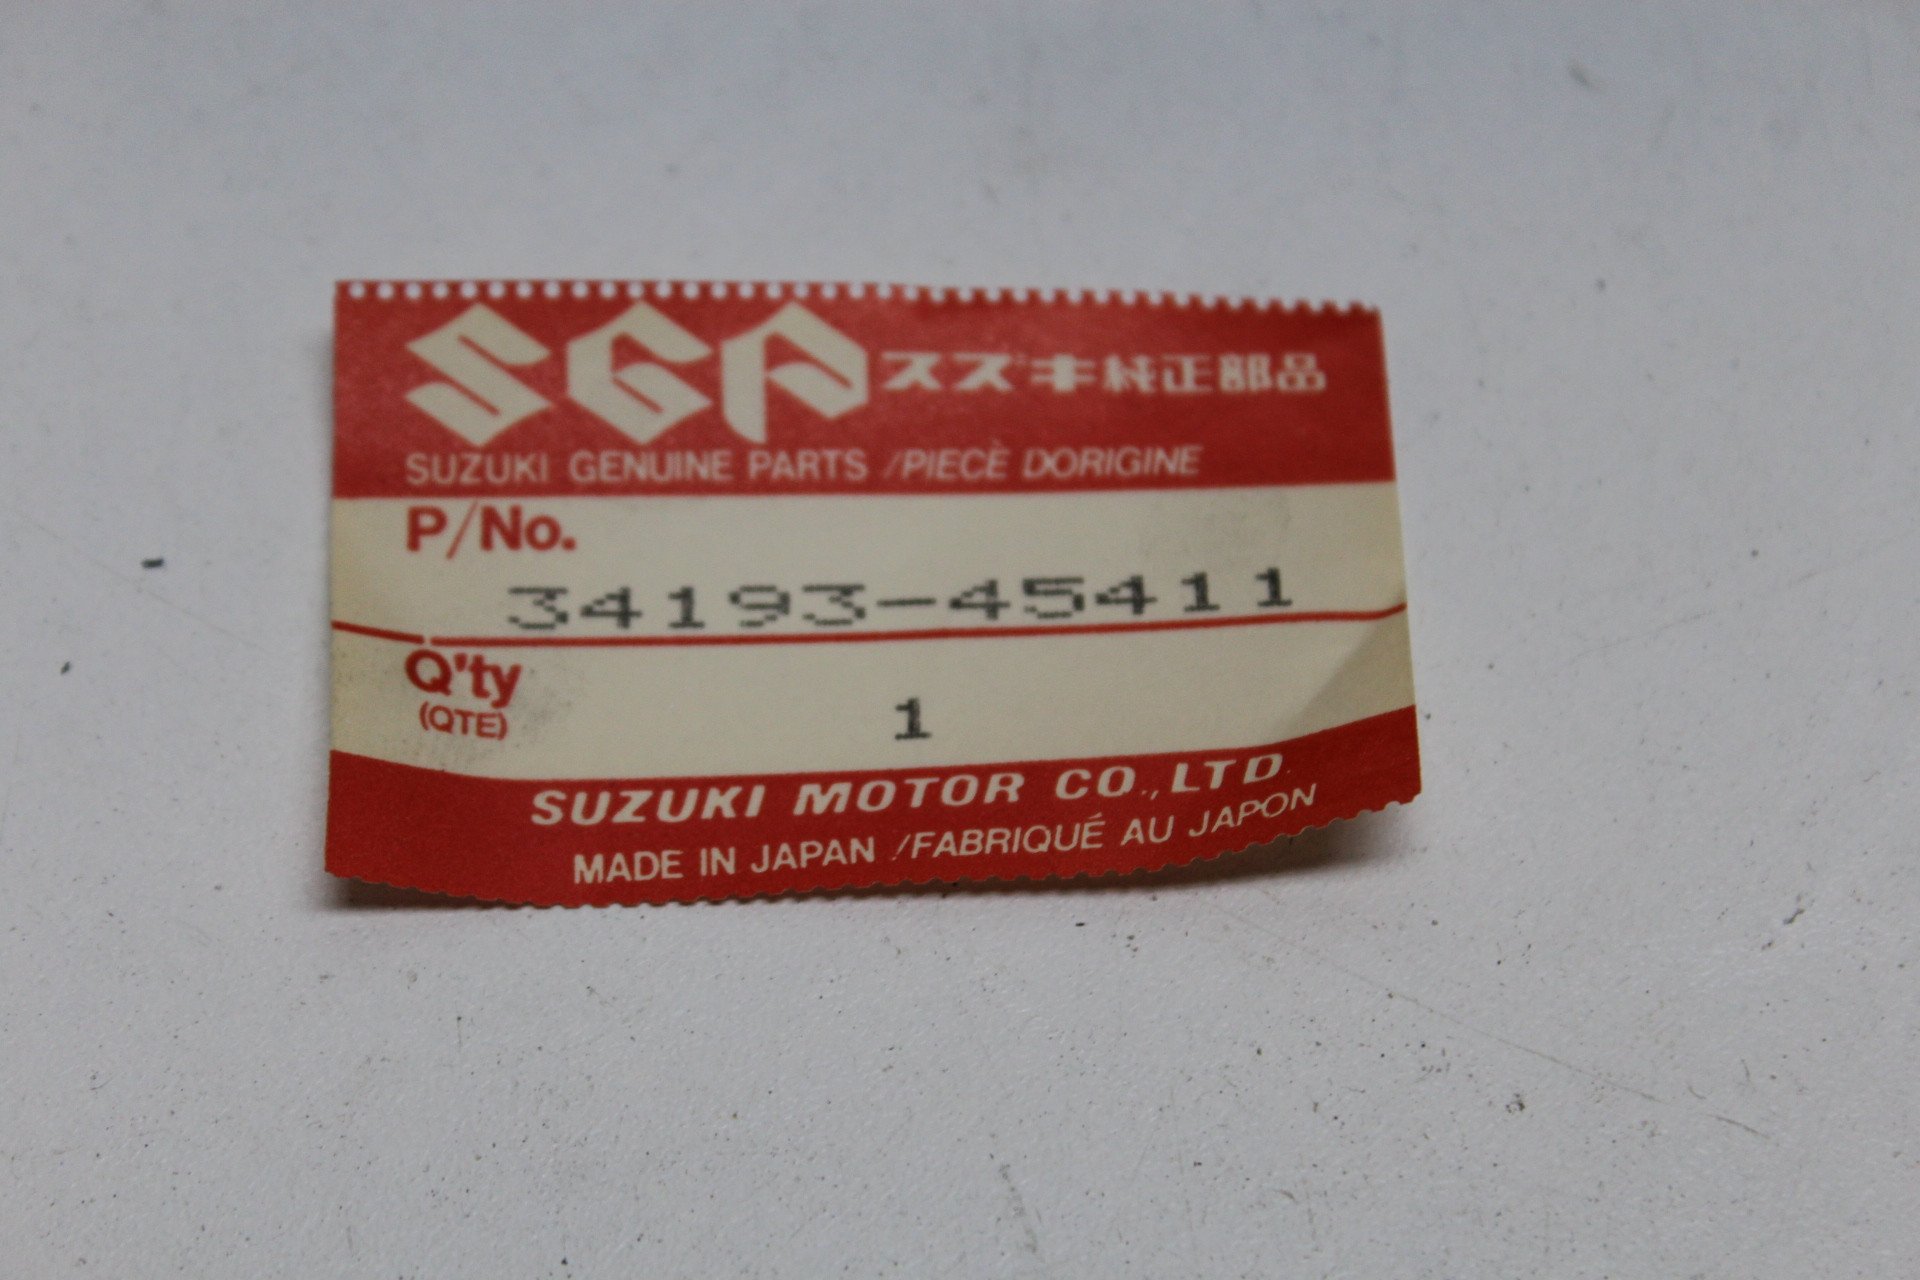 SGP スズキ純正部品
SUZUKI GENUINE PARTS /PIECÈ DORIGINE
P/No.
34193-45411
Q'ty
(QTE)
1
SUZUKI MOTOR CO.,LTD.
MADE IN JAPAN /FABRIQUÉ AU JAPON